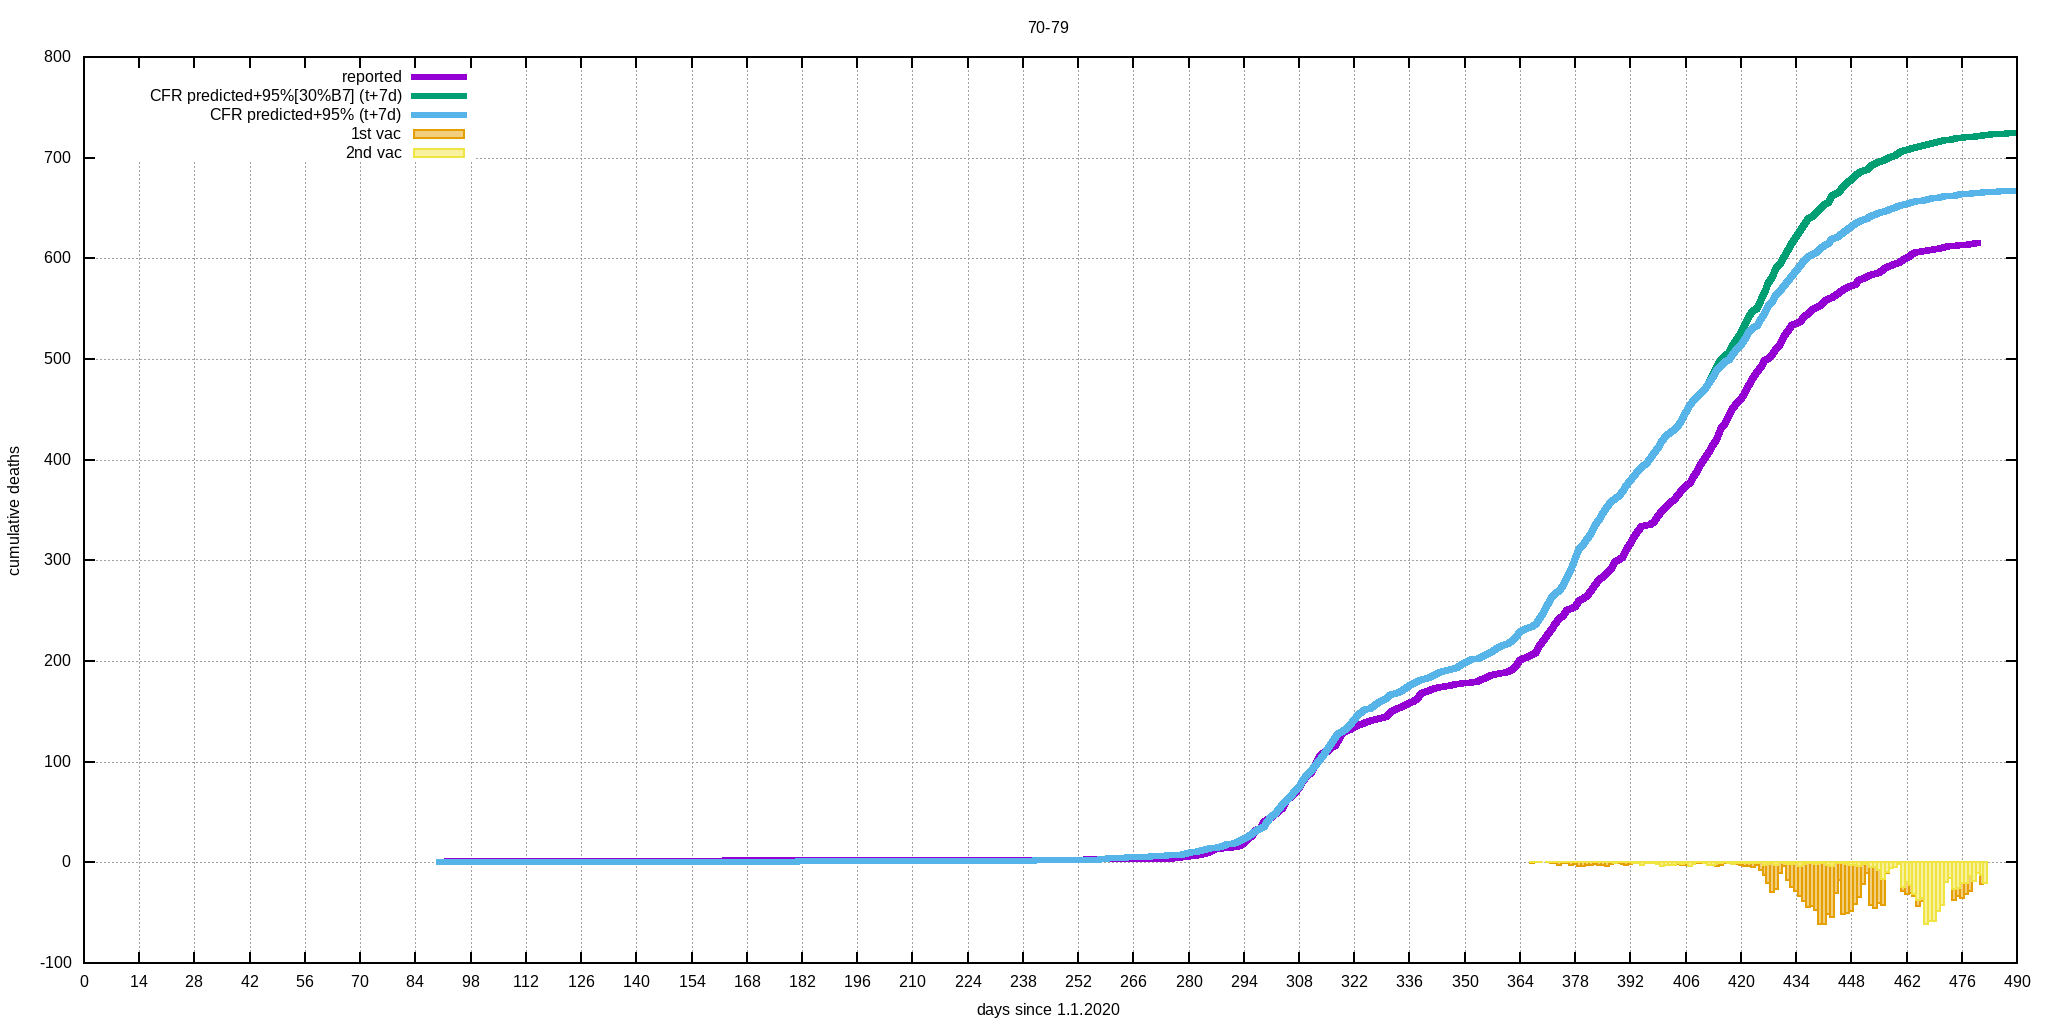 70-79
800
700
600
500
400
300
200
100
0
-100
cumulative deaths
reported
CFR predicted+95%[30%B7] (t+7d)
CFR predicted+95% (t+7d)
1st vac
2nd vac
0 14 28 42 56 70 84 98 112 126 140 154 168 182 196 210 224 238 252 266 280 294 308 322 336 350 364 378 392 406 420 434 448 462 476 490
days since 1.1.2020